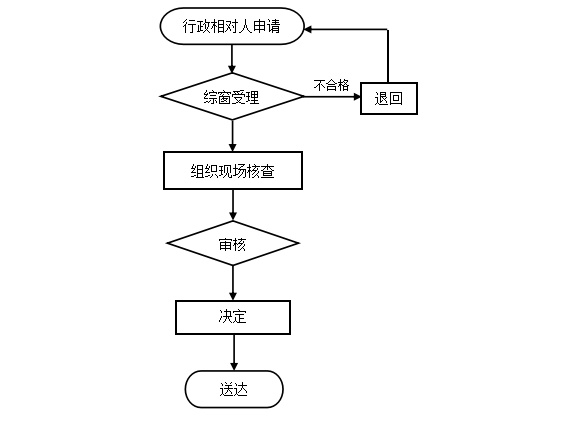 行政相对人申请
综窗受理
不合格
退回
组织现场核查
审核
决定
送达